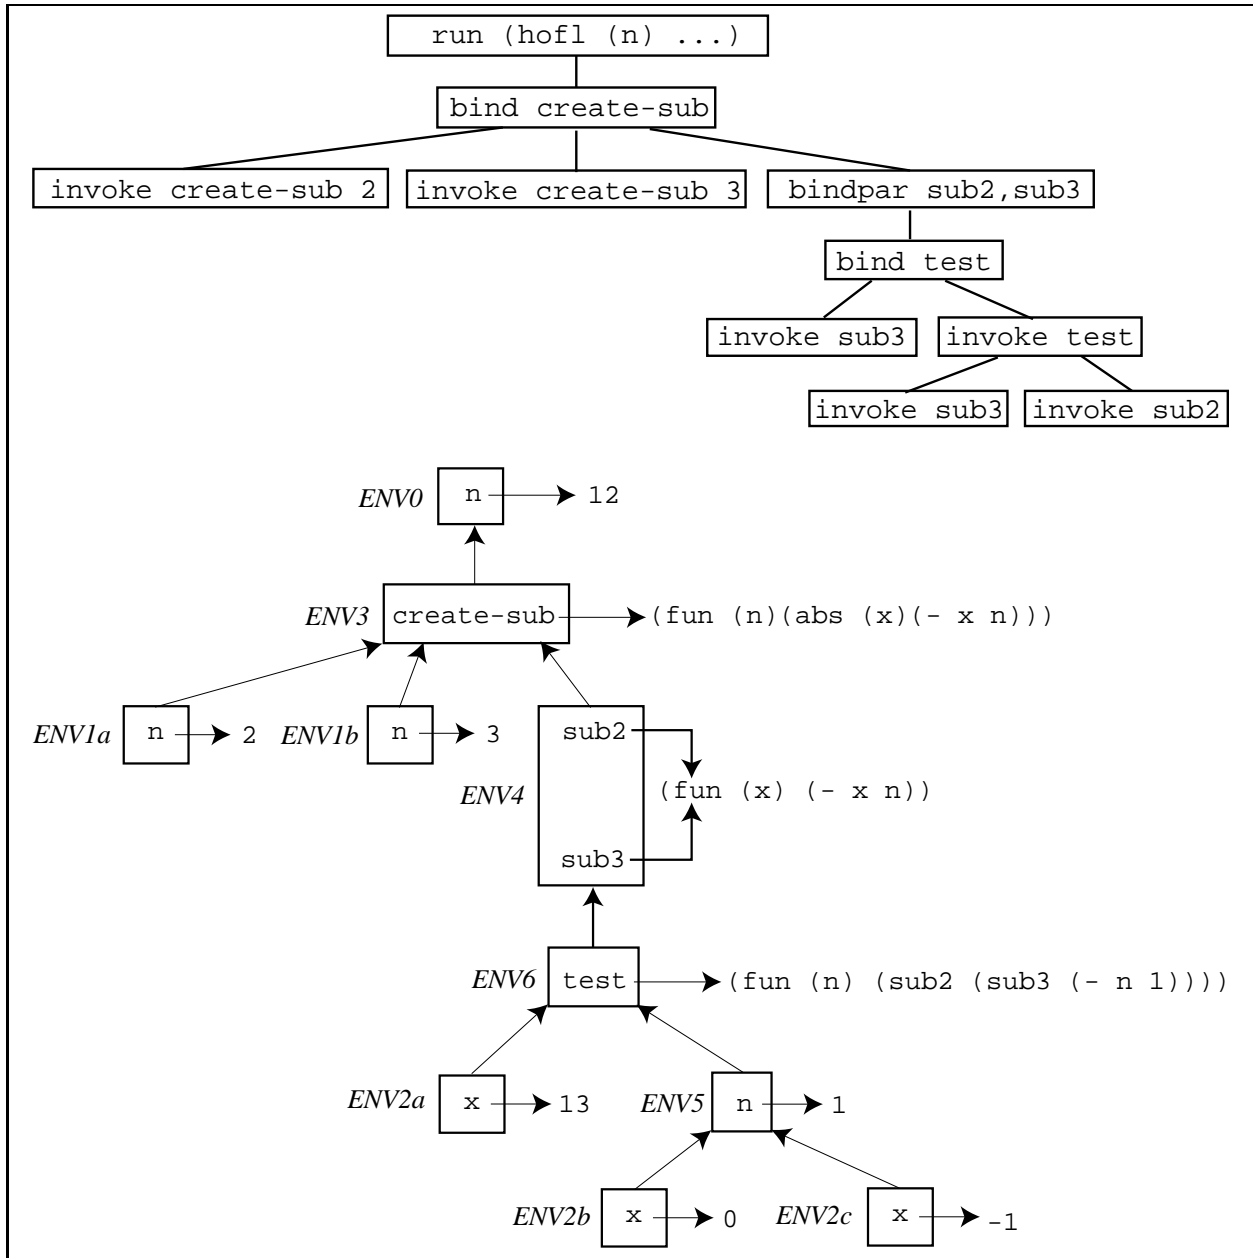 run (hofl (n) ...)
bind create-sub
invoke create-sub 2
invoke create-sub 3
bindpar sub2,sub3
bind test
invoke sub3
invoke test
invoke sub3
invoke sub2
ENV0
n
12
ENV3
create-sub
(fun (n)(abs (x)(- x n)))
ENV1a
n
2
ENV1b
n
3
sub2
ENV4
(fun (x) (- x n))
sub3
ENV6
test
(fun (n) (sub2 (sub3 (- n 1))))
ENV2a
x
13
ENV5
n
1
ENV2b
x
0
ENV2c
x
-1